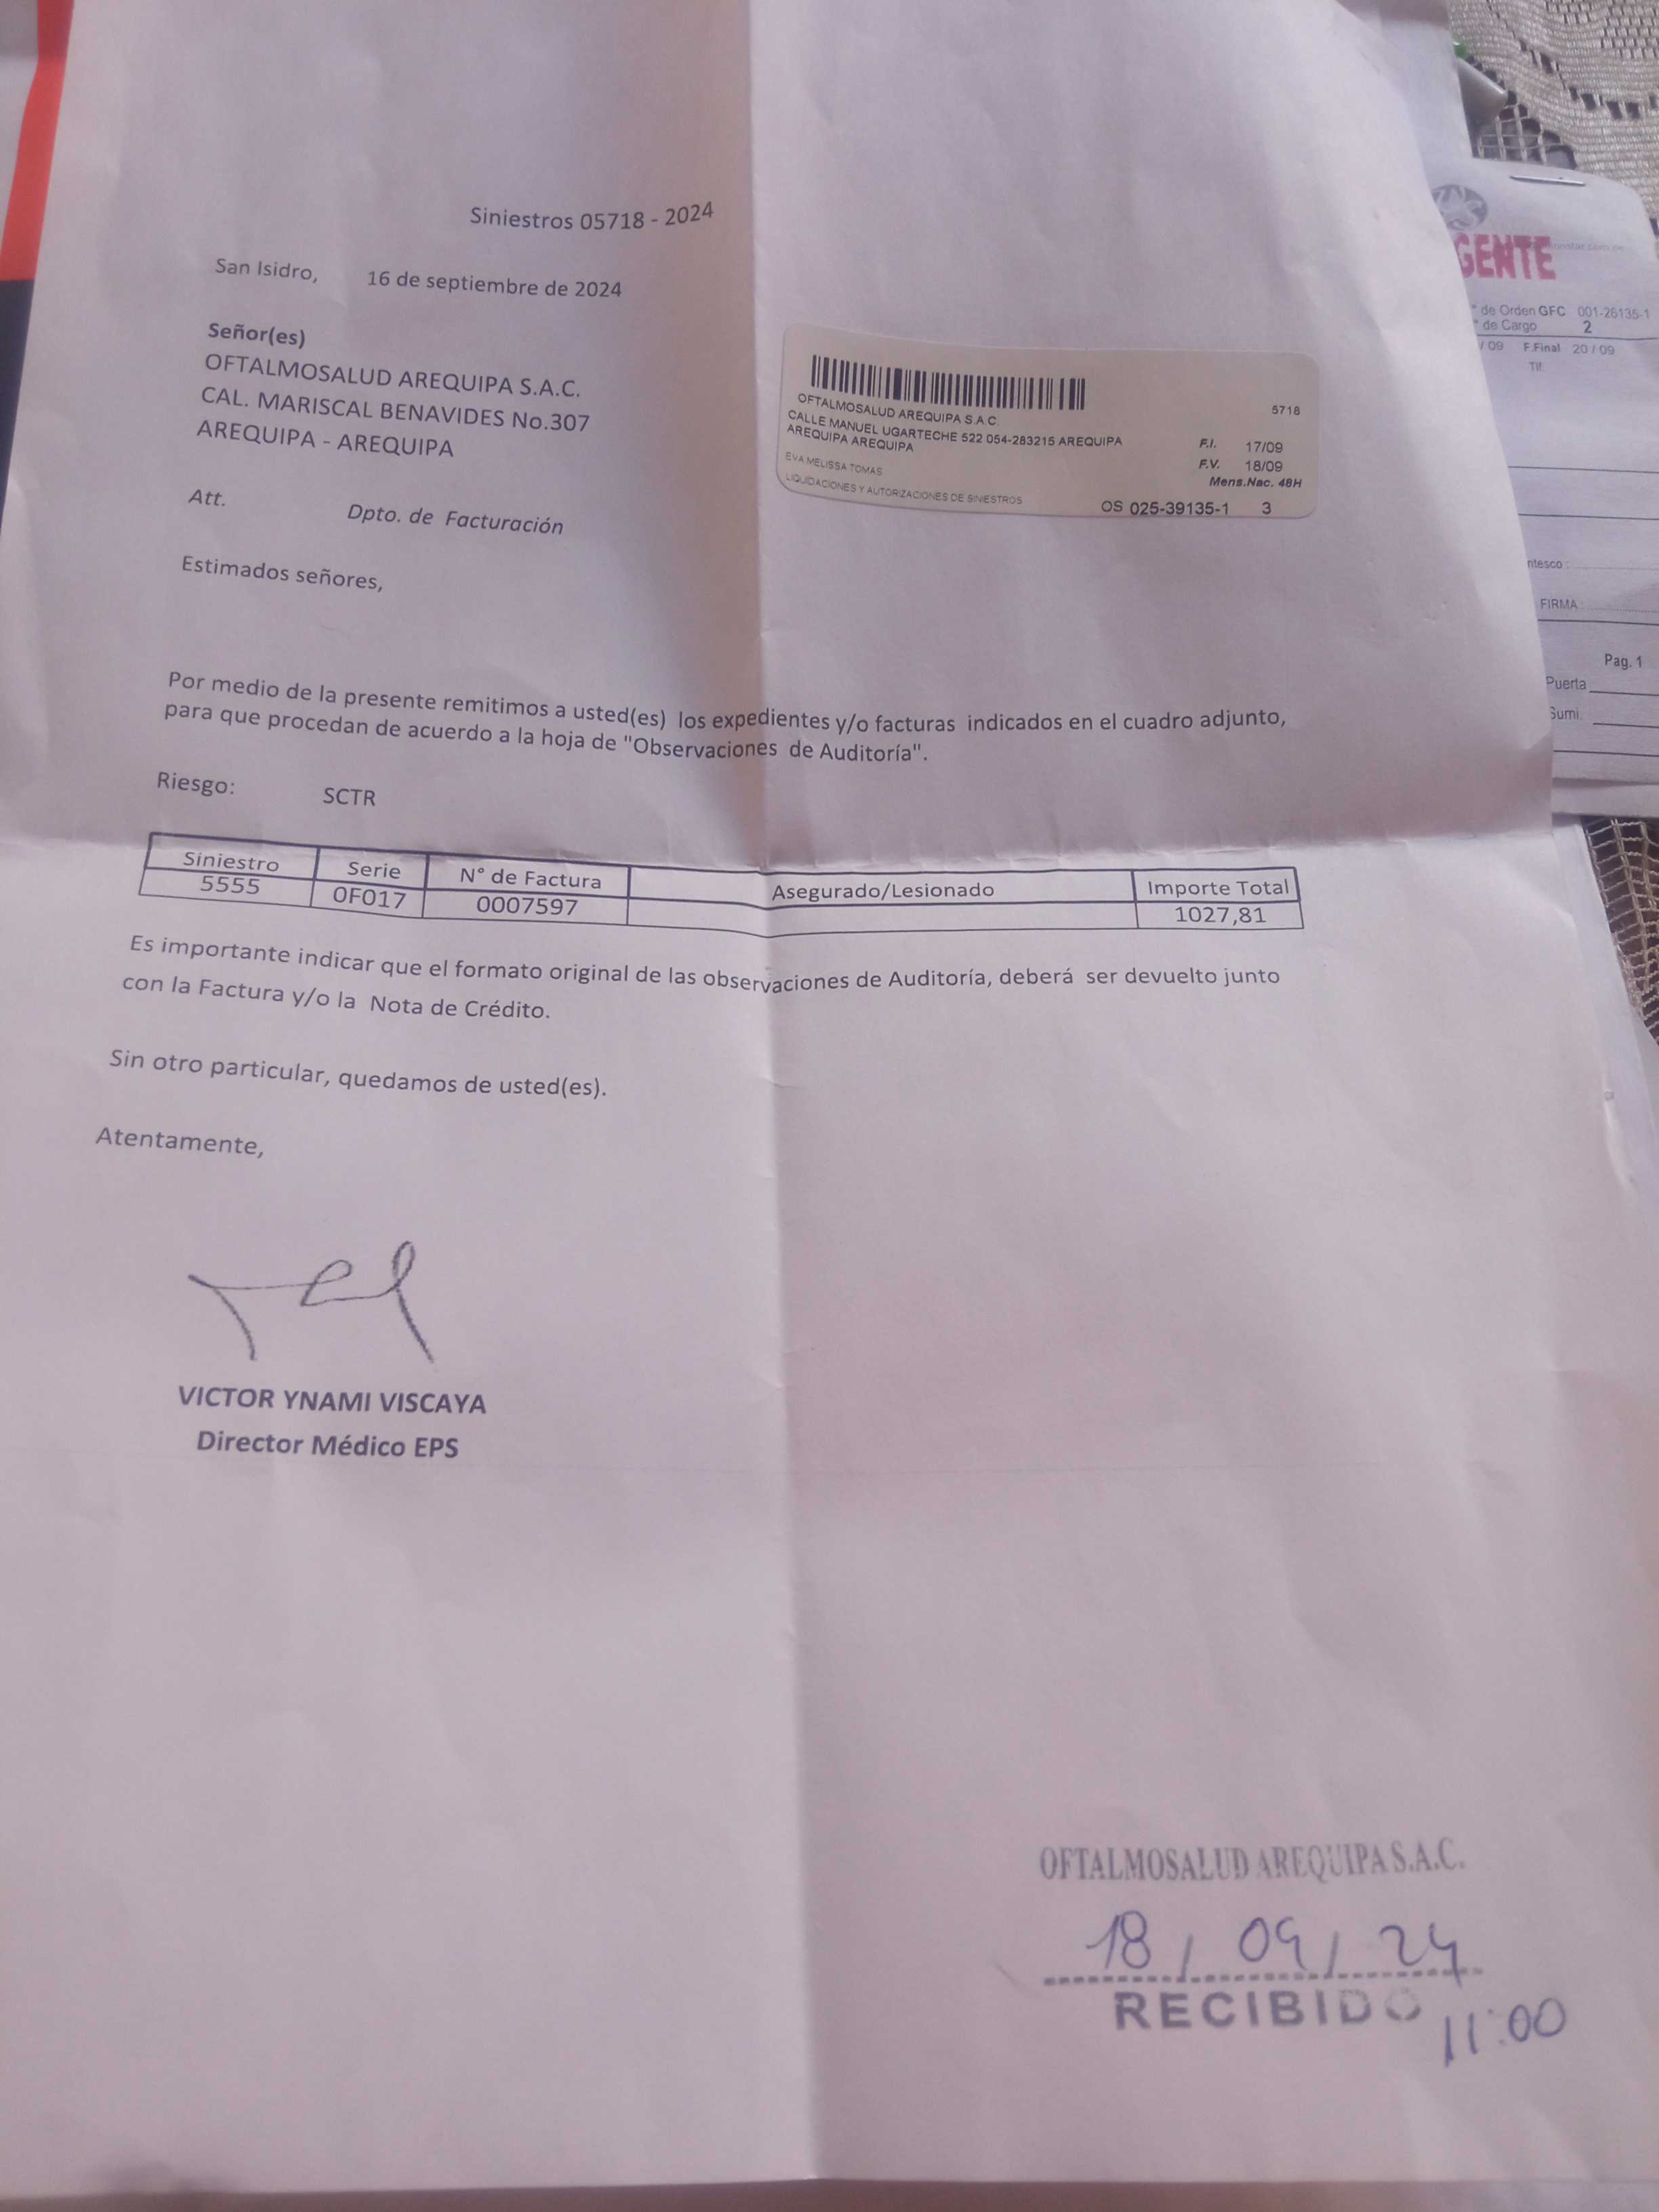 Siniestros 05718 - 2024
San Isidro, 16 de septiembre de 2024
Señor(es)
OFTALMOSALUD AREQUIPA S.A.C.
CAL. MARISCAL BENAVIDES No.307
AREQUIPA - AREQUIPA
OFTALMOSALUD AREQUIPA S.A.C. 5718
CALLE MANUEL UGARTECHE 522 054-283215 AREQUIPA
AREQUIPA AREQUIPA F.I. 17/09
EVA MELISSA TOMAS F.V. 18/09
Mens.Nac. 48H
LIQUIDACIONES Y AUTORIZACIONES DE SINIESTROS
OS 025-39135-1 3
Att. Dpto. de Facturación
Estimados señores,
Por medio de la presente remitimos a usted(es) los expedientes y/o facturas indicados en el cuadro adjunto,
para que procedan de acuerdo a la hoja de "Observaciones de Auditoría".
Riesgo: SCTR
Siniestro Serie N° de Factura Asegurado/Lesionado Importe Total
5555 0F017 0007597 1027,81
Es importante indicar que el formato original de las observaciones de Auditoría, deberá ser devuelto junto
con la Factura y/o la Nota de Crédito.
Sin otro particular, quedamos de usted(es).
Atentamente,
VICTOR YNAMI VISCAYA
Director Médico EPS
OFTALMOSALUD AREQUIPA S.A.C.
18 / 09 / 24
RECIBIDO
11:00
GENTE
de Orden GFC 001-26135-1
de Cargo 2
/ 09 F.Final 20 / 09
Tlf.
ntesco :
FIRMA :
Pag. 1
Puerta
Sumi.